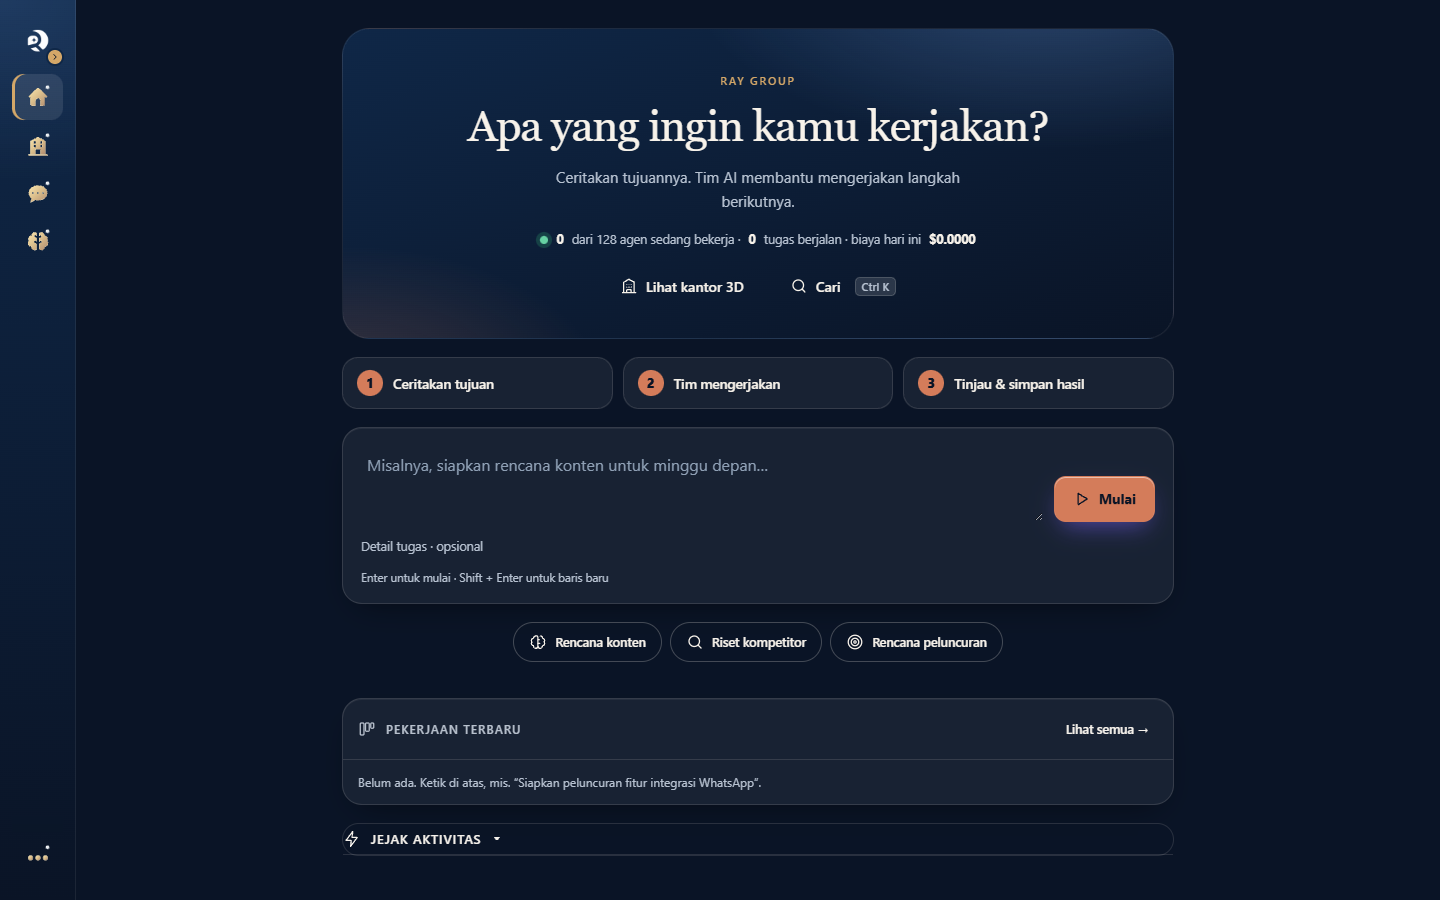 RAY GROUP
Apa yang ingin kamu kerjakan?
Ceritakan tujuannya. Tim AI membantu mengerjakan langkah
berikutnya.
0 dari 128 agen sedang bekerja · 0 tugas berjalan · biaya hari ini $0.0000
Lihat kantor 3D Cari Ctrl K
1 Ceritakan tujuan 2 Tim mengerjakan 3 Tinjau & simpan hasil
Misalnya, siapkan rencana konten untuk minggu depan...
Mulai
Detail tugas · opsional
Enter untuk mulai · Shift + Enter untuk baris baru
Rencana konten Riset kompetitor Rencana peluncuran
PEKERJAAN TERBARU Lihat semua →
Belum ada. Ketik di atas, mis. “Siapkan peluncuran fitur integrasi WhatsApp”.
JEJAK AKTIVITAS